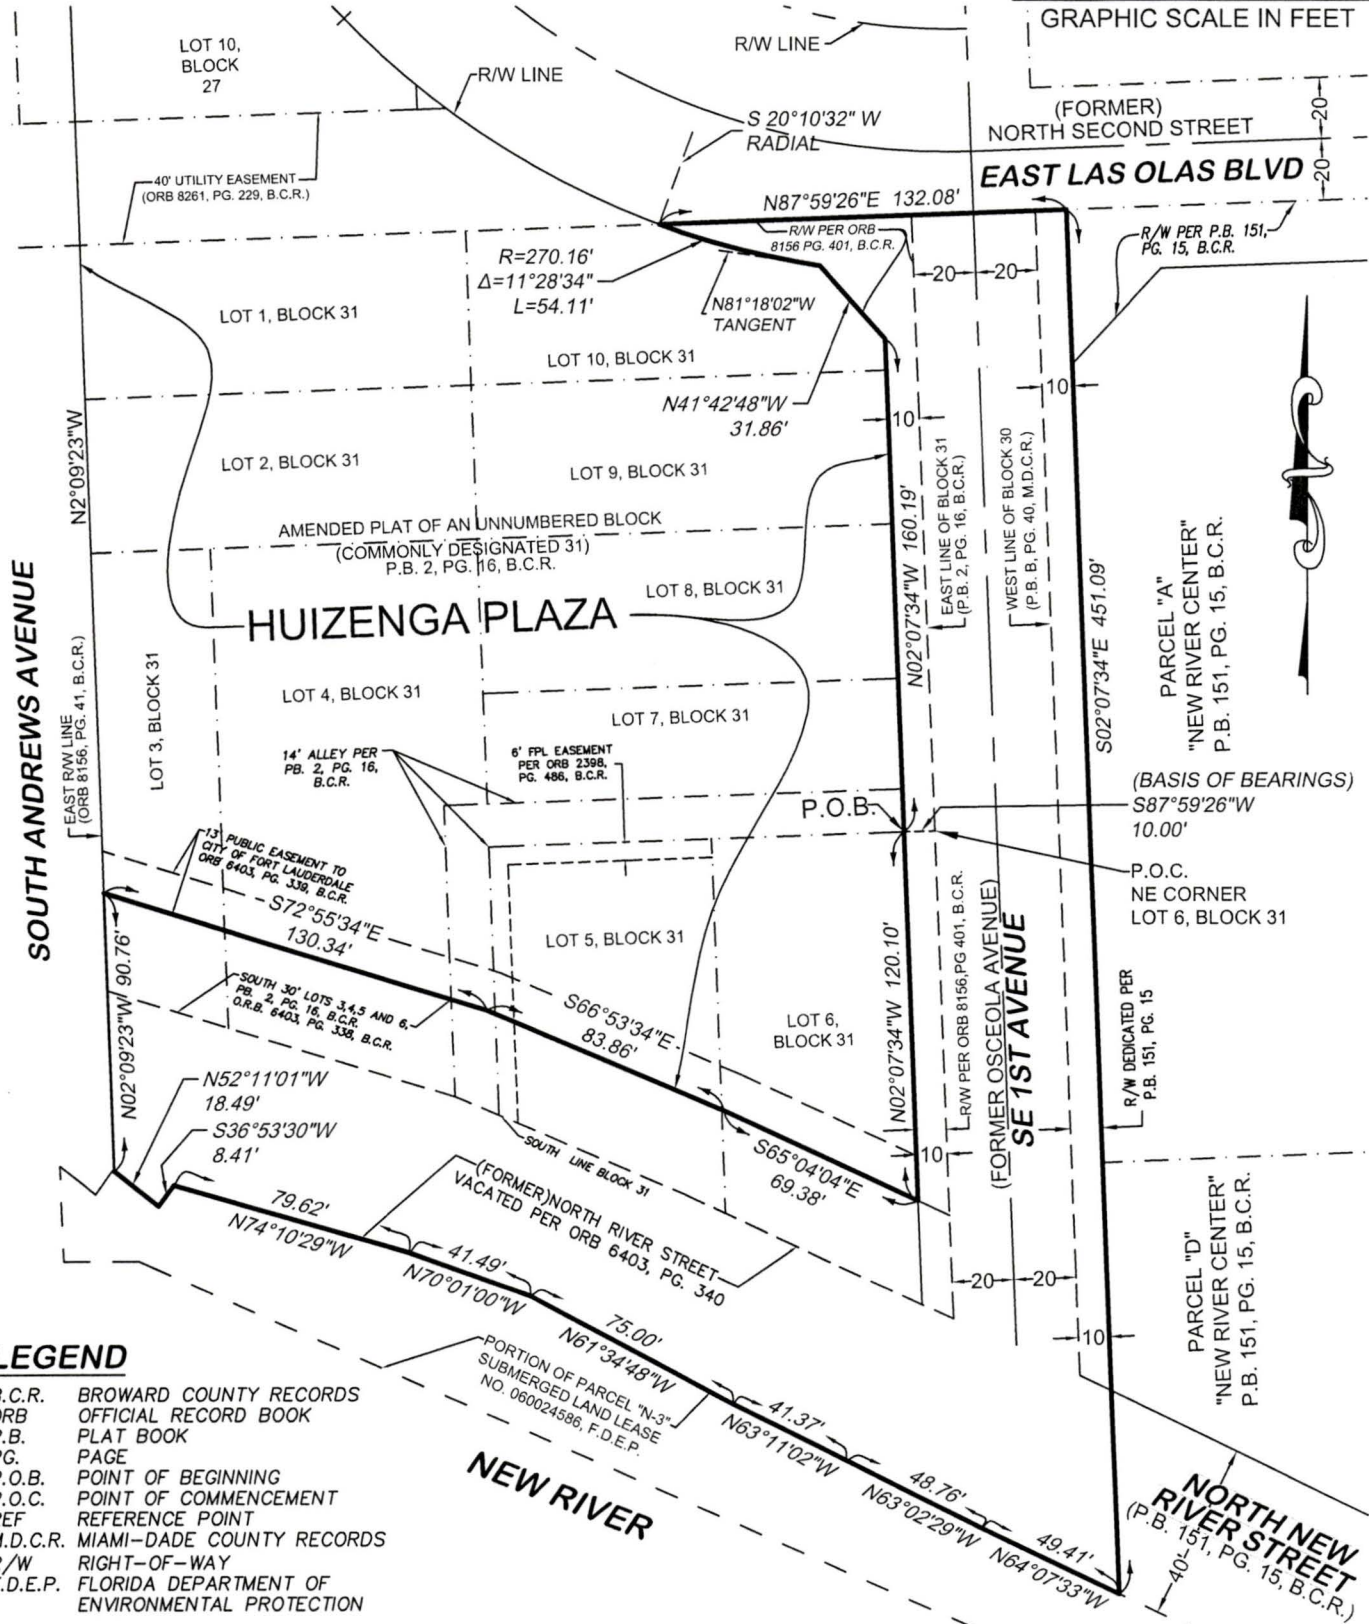 GRAPHIC SCALE IN FEET
LOT 10,
BLOCK
27
R/W LINE
R/W LINE
(FORMER)
NORTH SECOND STREET
20
20
S 20°10'32" W
RADIAL
EAST LAS OLAS BLVD
40' UTILITY EASEMENT
(ORB 8261, PG. 229, B.C.R.)
N87°59'26"E 132.08'
R/W PER ORB
8156 PG. 401, B.C.R.
R/W PER P.B. 151,
PG. 15, B.C.R.
R=270.16'
Δ=11°28'34"
L=54.11'
20
20
N81°18'02"W
TANGENT
LOT 1, BLOCK 31
LOT 10, BLOCK 31
N41°42'48"W
31.86'
10
10
N2°09'23"W
LOT 2, BLOCK 31
LOT 9, BLOCK 31
EAST LINE OF BLOCK 31
(P.B. 2, PG. 16, B.C.R.)
WEST LINE OF BLOCK 30
(P.B. B, PG. 40, M.D.C.R.)
AMENDED PLAT OF AN UNNUMBERED BLOCK
(COMMONLY DESIGNATED 31)
P.B. 2, PG. 16, B.C.R.
N02°07'34"W 160.19'
S02°07'34"E 451.09'
PARCEL "A"
"NEW RIVER CENTER"
P.B. 151, PG. 15, B.C.R.
LOT 8, BLOCK 31
HUIZENGA PLAZA
SOUTH ANDREWS AVENUE
EAST R/W LINE
(ORB 8156, PG. 41, B.C.R.)
LOT 3, BLOCK 31
LOT 4, BLOCK 31
LOT 7, BLOCK 31
14' ALLEY PER
PB. 2, PG. 16,
B.C.R.
6' FPL EASEMENT
PER ORB 2398,
PG. 486, B.C.R.
P.O.B.
(BASIS OF BEARINGS)
S87°59'26"W
10.00'
P.O.C.
NE CORNER
LOT 6, BLOCK 31
13' PUBLIC EASEMENT TO
CITY OF FORT LAUDERDALE
ORB 6403, PG. 339, B.C.R.
S72°55'34"E
130.34'
LOT 5, BLOCK 31
N02°07'34"W 120.10'
R/W PER ORB 8156,PG 401, B.C.R.
(FORMER OSCEOLA AVENUE)
SE 1ST AVENUE
SOUTH 30' LOTS 3,4,5 AND 6,
PB. 2, PG. 16, B.C.R.
O.R.B. 6403, PG. 338, B.C.R.
S66°53'34"E
83.86'
LOT 6,
BLOCK 31
R/W DEDICATED PER
P.B. 151, PG. 15
N02°09'23"W 90.76'
N52°11'01"W
18.49'
S36°53'30"W
8.41'
SOUTH LINE BLOCK 31
S65°04'04"E
69.38'
10
79.62'
N74°10'29"W
(FORMER)NORTH RIVER STREET
VACATED PER ORB 6403, PG. 340
41.49'
N70°01'00"W
20
20
PARCEL "D"
"NEW RIVER CENTER"
P.B. 151, PG. 15, B.C.R.
75.00'
N61°34'48"W
10
PORTION OF PARCEL "N-3"
SUBMERGED LAND LEASE
NO. 060024586, F.D.E.P.
41.37'
N63°11'02"W
48.76'
N63°02'29"W
49.41'
N64°07'33"W
NEW RIVER
NORTH NEW
RIVER STREET
(P.B. 151, PG. 15, B.C.R.)
40'
LEGEND
B.C.R. BROWARD COUNTY RECORDS
ORB OFFICIAL RECORD BOOK
P.B. PLAT BOOK
PG. PAGE
P.O.B. POINT OF BEGINNING
P.O.C. POINT OF COMMENCEMENT
REF REFERENCE POINT
M.D.C.R. MIAMI-DADE COUNTY RECORDS
R/W RIGHT-OF-WAY
F.D.E.P. FLORIDA DEPARTMENT OF
ENVIRONMENTAL PROTECTION